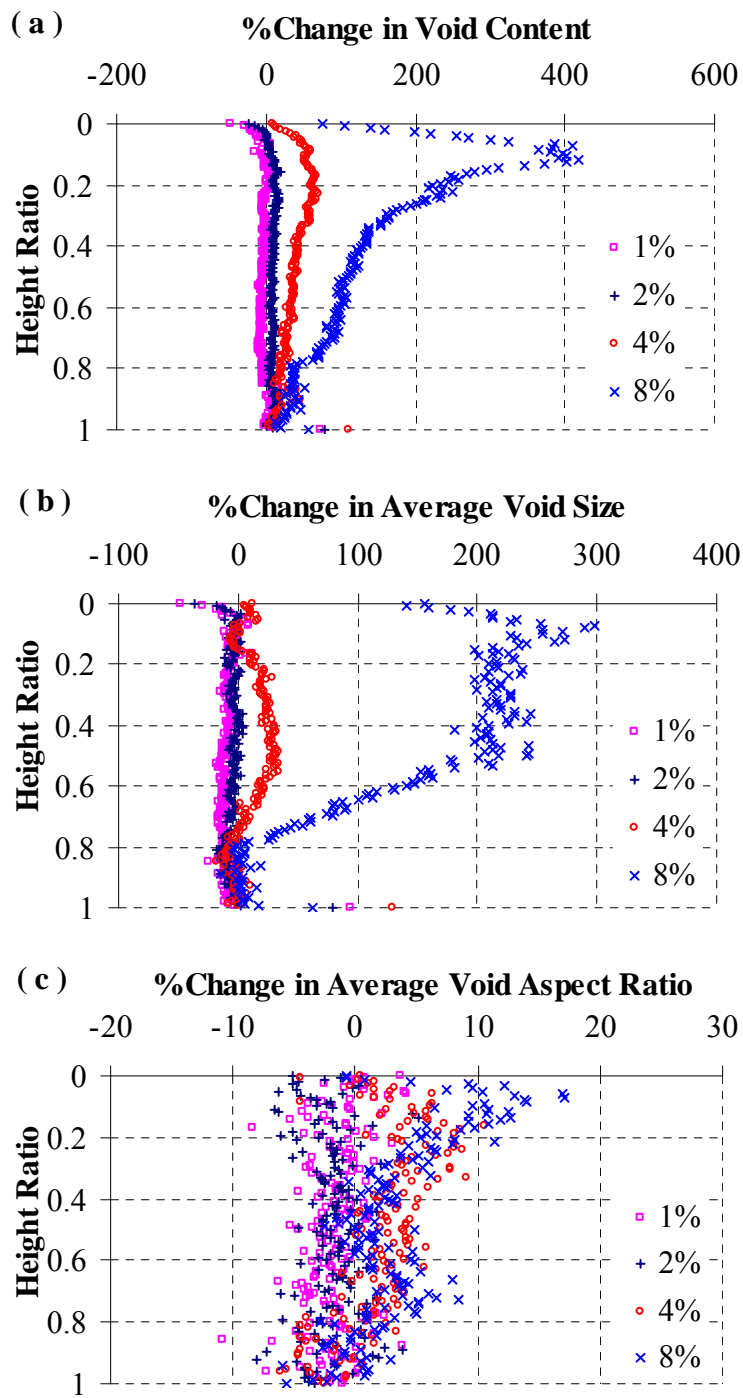 ( a )
%Change in Void Content
-200 0 200 400 600
0
0.2
0.4
0.6
0.8
1
Height Ratio
1%
2%
4%
8%
( b )
%Change in Average Void Size
-100 0 100 200 300 400
0
0.2
0.4
0.6
0.8
1
Height Ratio
1%
2%
4%
8%
( c )
%Change in Average Void Aspect Ratio
-20 -10 0 10 20 30
0
0.2
0.4
0.6
0.8
1
Height Ratio
1%
2%
4%
8%